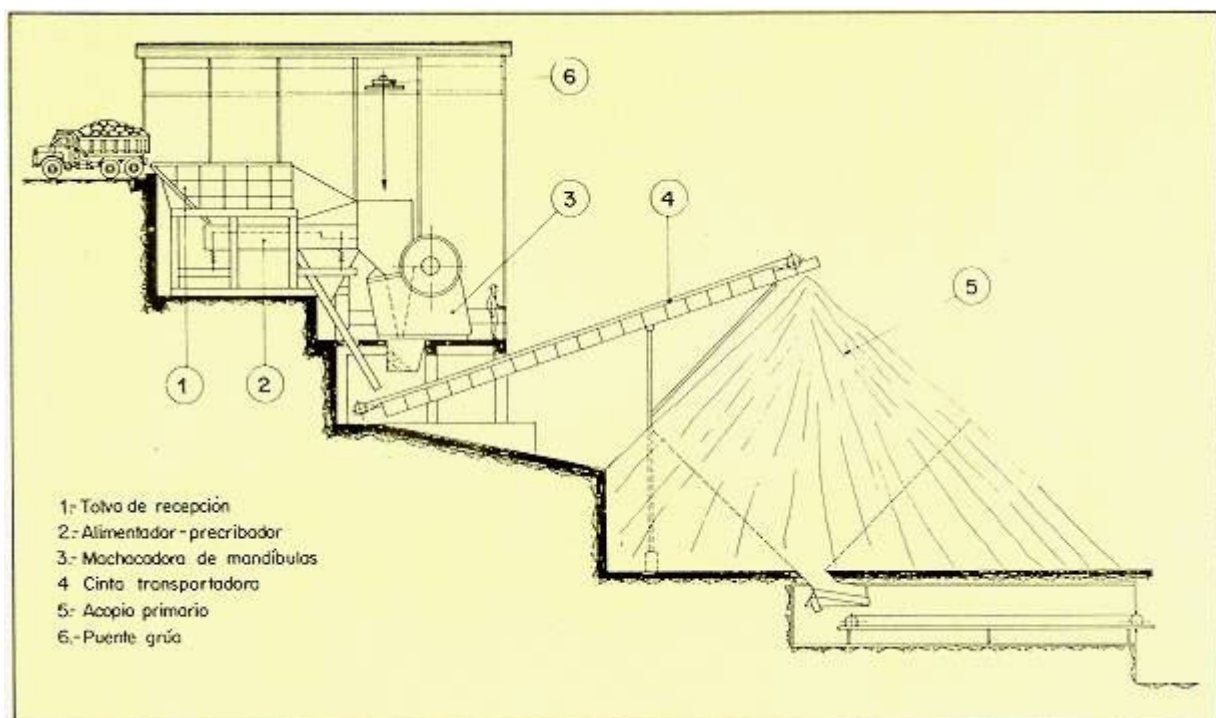 6
3
4
5
1
2
1.- Tolva de recepción
2.- Alimentador-precribador
3.- Machacadora de mandíbulas
4 Cinta transportadora
5.- Acopio primario
6.- Puente grúa